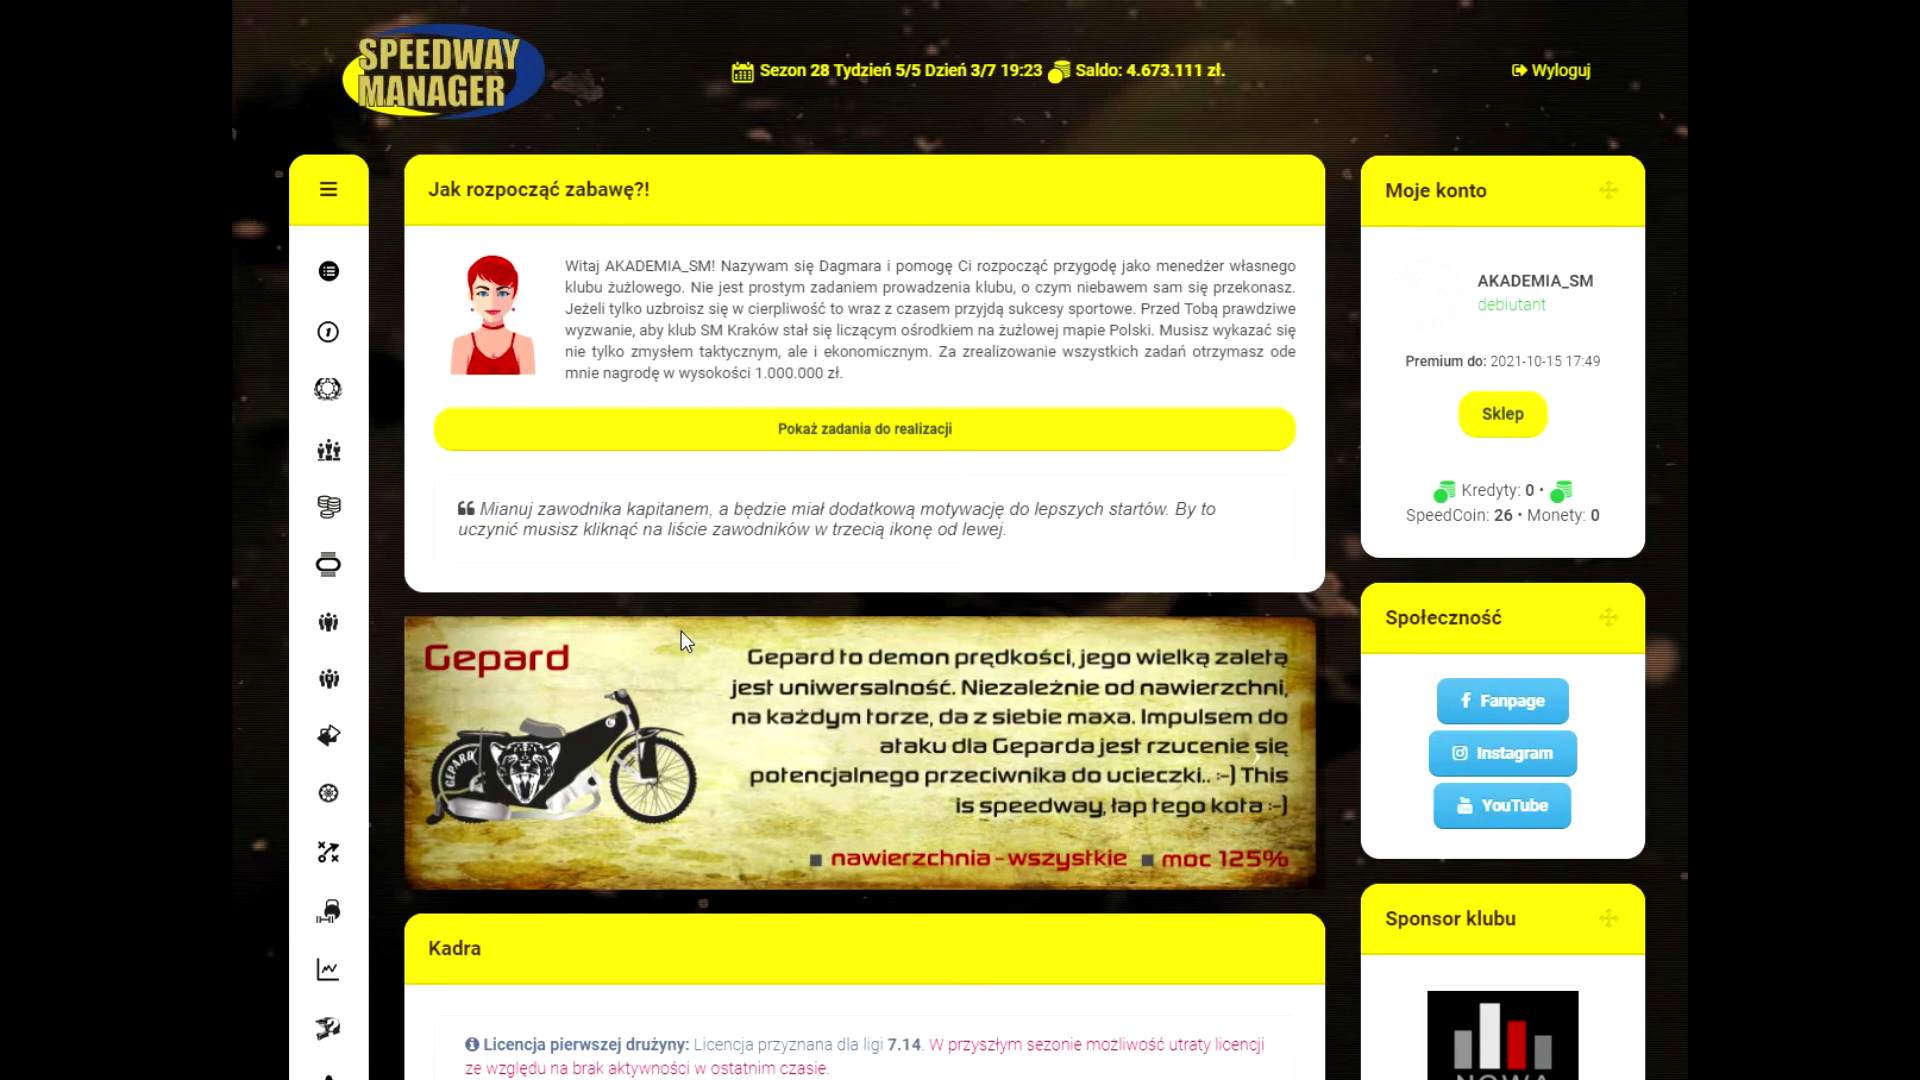 SPEEDWAY
MANAGER
Sezon 28 Tydzień 5/5 Dzień 3/7 19:23 Saldo: 4.673.111 zł.
Wyloguj
Jak rozpocząć zabawę?!
Witaj AKADEMIA_SM! Nazywam się Dagmara i pomogę Ci rozpocząć przygodę jako menedżer własnego
klubu żużlowego. Nie jest prostym zadaniem prowadzenia klubu, o czym niebawem sam się przekonasz.
Jeżeli tylko uzbroisz się w cierpliwość to wraz z czasem przyjdą sukcesy sportowe. Przed Tobą prawdziwe
wyzwanie, aby klub SM Kraków stał się liczącym ośrodkiem na żużlowej mapie Polski. Musisz wykazać się
nie tylko zmysłem taktycznym, ale i ekonomicznym. Za zrealizowanie wszystkich zadań otrzymasz ode
mnie nagrodę w wysokości 1.000.000 zł.
Pokaż zadania do realizacji
Mianuj zawodnika kapitanem, a będzie miał dodatkową motywację do lepszych startów. By to
uczynić musisz kliknąć na liście zawodników w trzecią ikonę od lewej.
Gepard
Gepard to demon prędkości, jego wielką zaletą
jest uniwersalność. Niezależnie od nawierzchni,
na każdym torze, da z siebie maxa. Impulsem do
ataku dla Geparda jest rzucenie się
potencjalnego przeciwnika do ucieczki.. :-) This
is speedway, łap tego kota :-)
GEPARD
nawierzchnia - wszystkie moc 125%
Kadra
Licencja pierwszej drużyny: Licencja przyznana dla ligi 7.14. W przyszłym sezonie możliwość utraty licencji
ze względu na brak aktywności w ostatnim czasie.
Moje konto
AKADEMIA_SM
debiutant
Premium do: 2021-10-15 17:49
Sklep
Kredyty: 0 •
SpeedCoin: 26 • Monety: 0
Społeczność
Fanpage
Instagram
YouTube
Sponsor klubu
NOWA